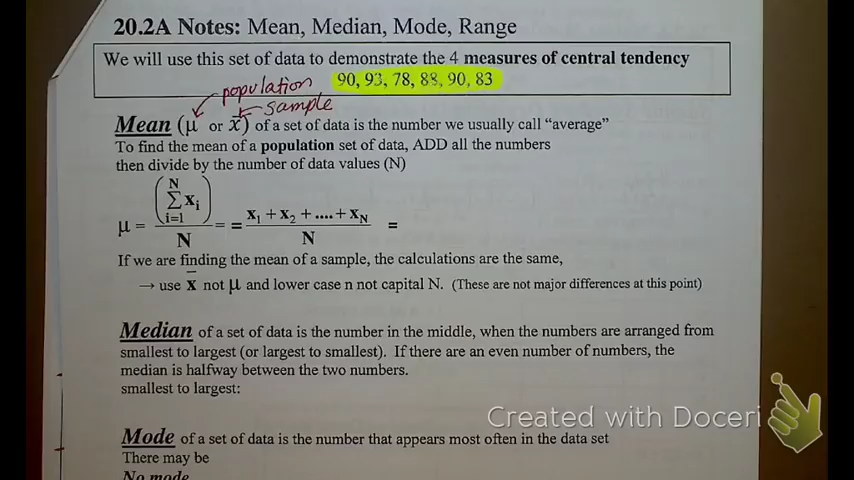 20.2A Notes: Mean, Median, Mode, Range
We will use this set of data to demonstrate the 4 measures of central tendency
90, 93, 78, 88, 90, 83
population
sample
Mean (μ or x̄) of a set of data is the number we usually call “average”
To find the mean of a population set of data, ADD all the numbers
then divide by the number of data values (N)
μ = (∑ᵢ₌₁ᴺ xᵢ) / N = = (x₁ + x₂ + .... + x_N) / N =
If we are finding the mean of a sample, the calculations are the same,
→ use x̄ not μ and lower case n not capital N. (These are not major differences at this point)
Median of a set of data is the number in the middle, when the numbers are arranged from
smallest to largest (or largest to smallest). If there are an even number of numbers, the
median is halfway between the two numbers.
smallest to largest:
Created with Doceri
Mode of a set of data is the number that appears most often in the data set
There may be
No mode